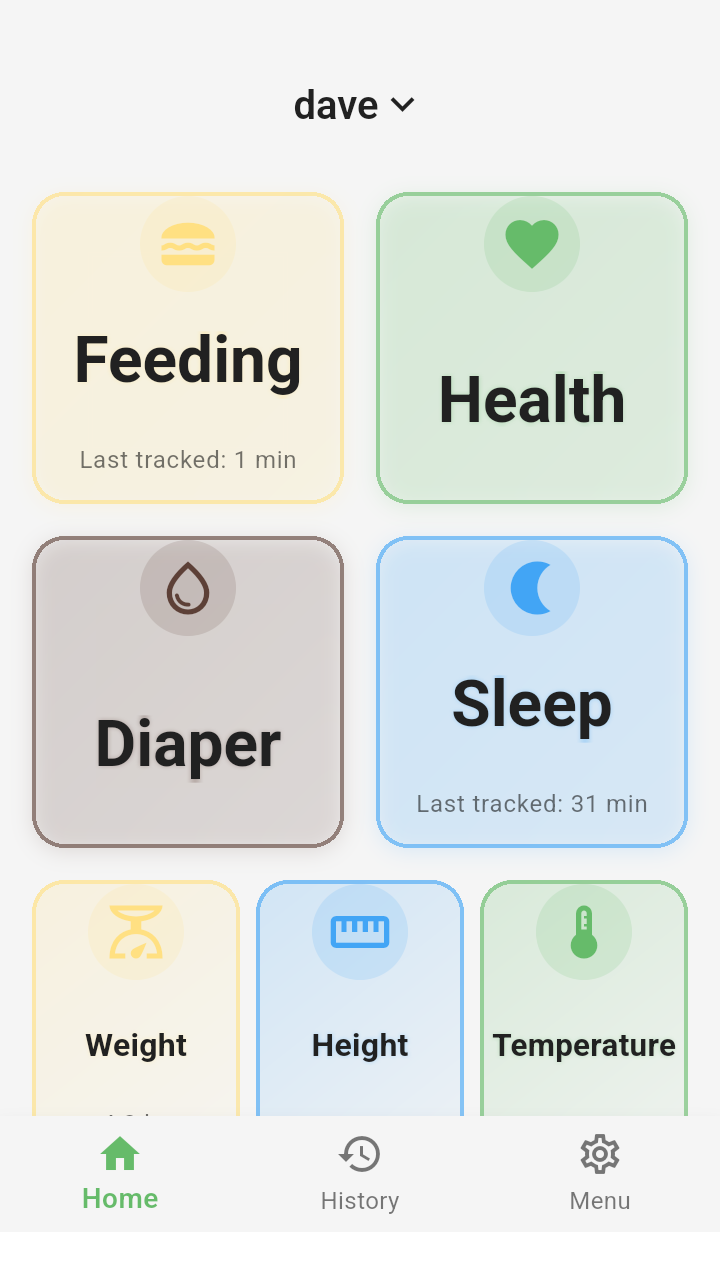 dave
Feeding
Last tracked: 1 min
Health
Diaper
Sleep
Last tracked: 31 min
Weight
Height
Temperature
Home
History
Menu